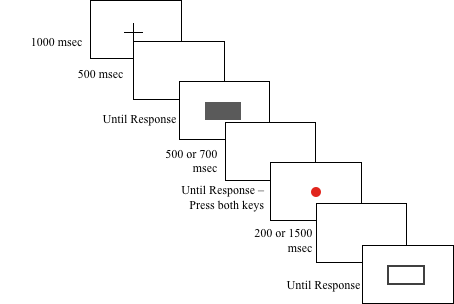 1000 msec
500 msec
Until Response
500 or 700
msec
Until Response –
Press both keys
200 or 1500
msec
Until Response